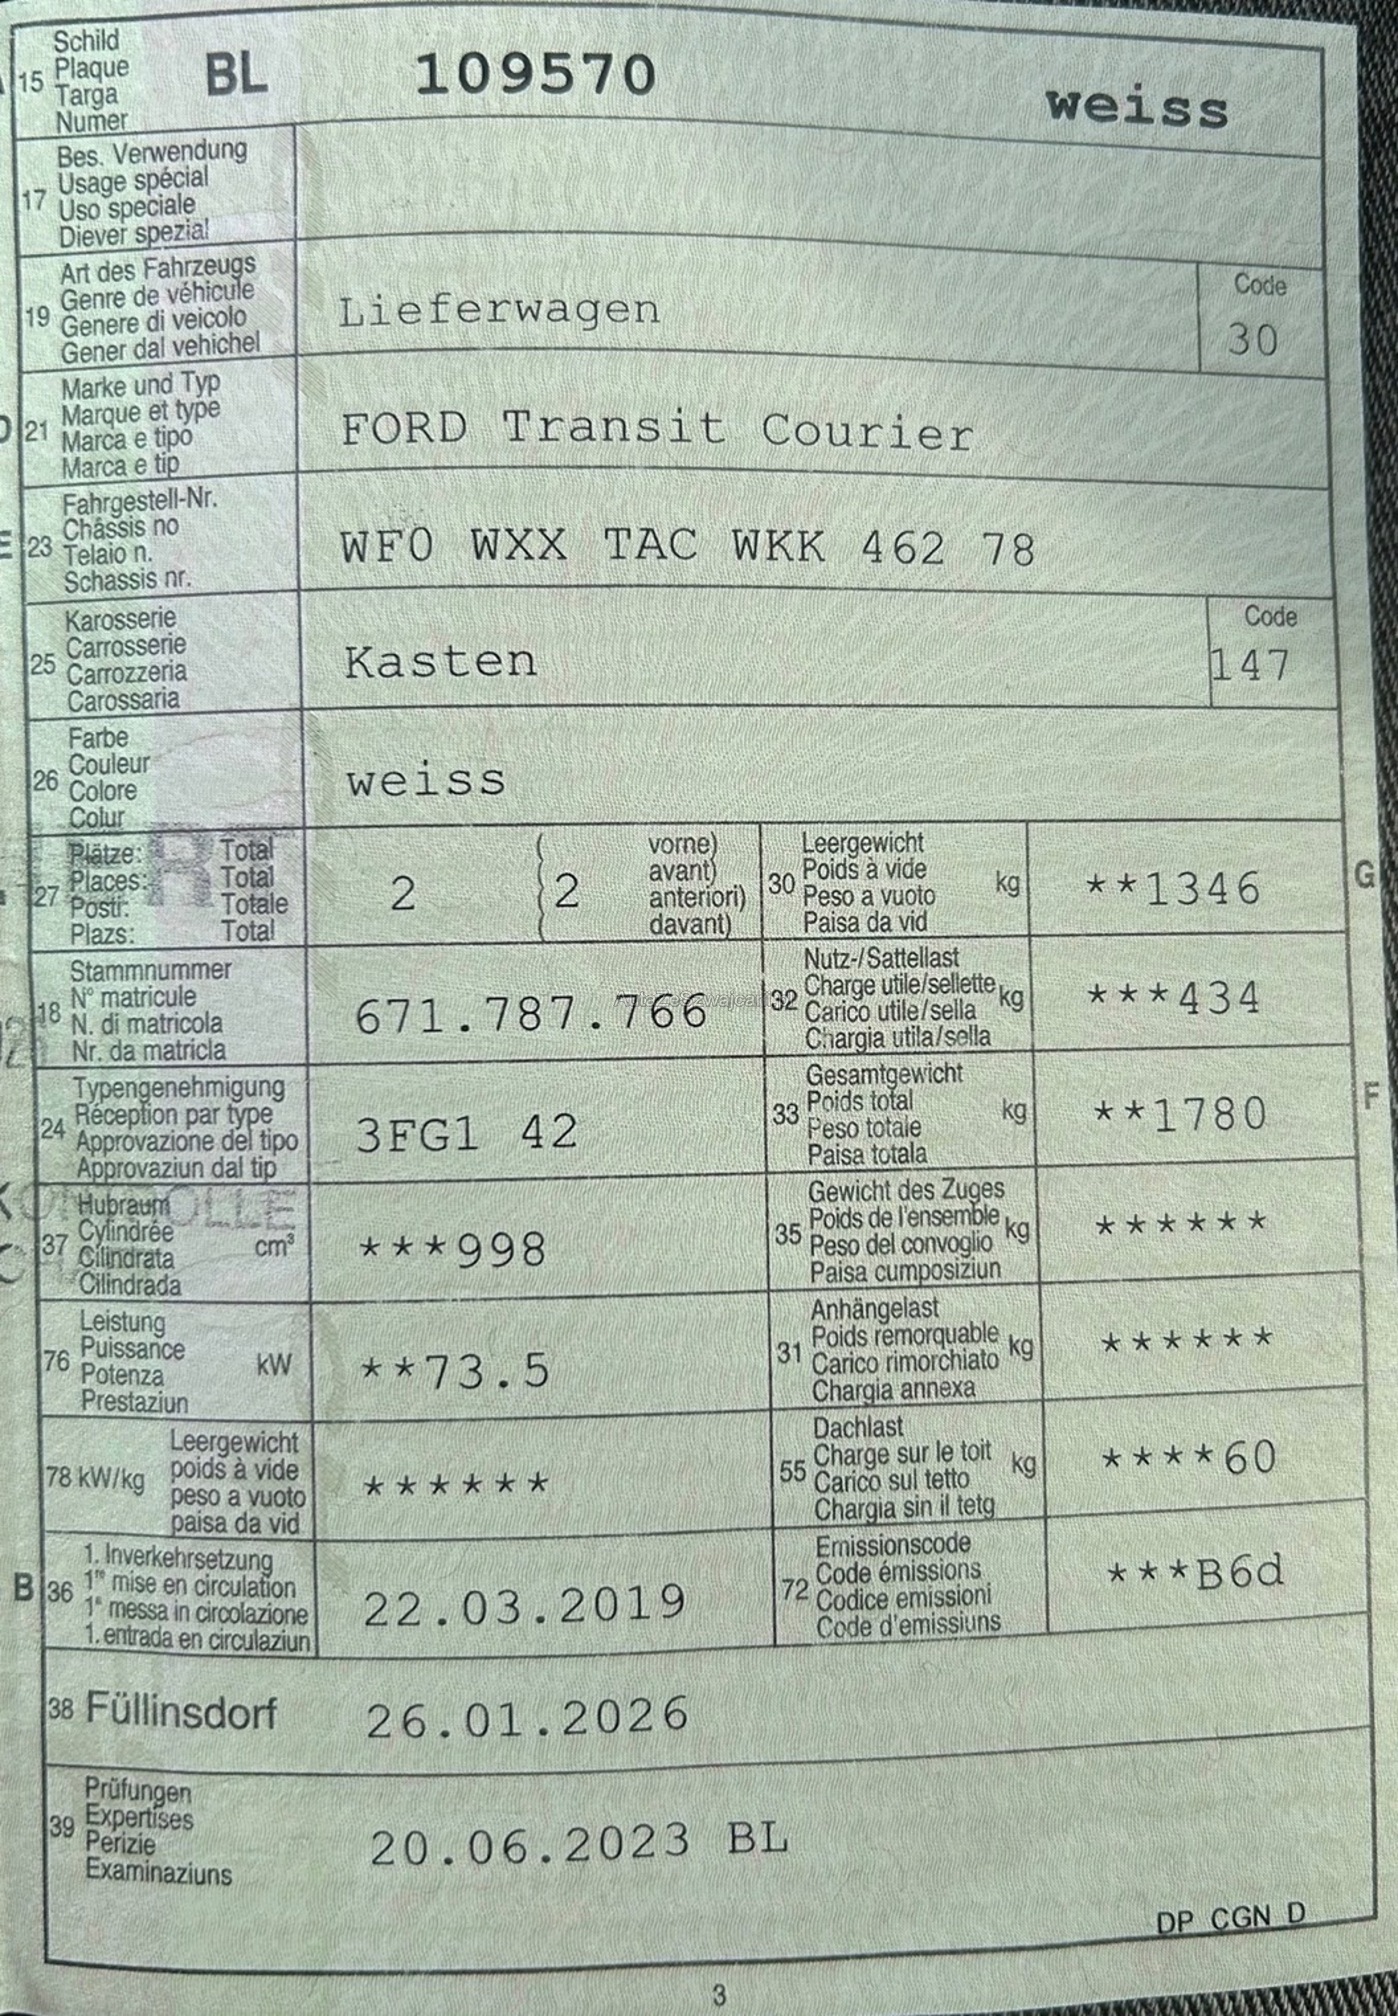 15 Schild
Plaque
Targa
Numer
BL 109570 weiss
17 Bes. Verwendung
Usage spécial
Uso speciale
Diever spezial
19 Art des Fahrzeugs
Genre de véhicule
Genere di veicolo
Gener dal vehichel
Lieferwagen
Code
30
21 Marke und Typ
Marque et type
Marca e tipo
Marca e tip
FORD Transit Courier
E 23 Fahrgestell-Nr.
Châssis no
Telaio n.
Schassis nr.
WF0 WXX TAC WKK 462 78
25 Karosserie
Carrosserie
Carrozzeria
Carossaria
Kasten
Code
147
26 Farbe
Couleur
Colore
Colur
weiss
27 Plätze: Total
Places: Total
Posti: Totale
Plazs: Total
2 (2 vorne)
avant)
anteriori)
davant)
30 Leergewicht
Poids à vide
Peso a vuoto
Paisa da vid
kg **1346
G
18 Stammnummer
N° matricule
N. di matricola
Nr. da matricla
671.787.766
32 Nutz-/Sattellast
Charge utile/sellette
Carico utile/sella
Chargia utila/sella
kg ***434
24 Typengenehmigung
Réception par type
Approvazione del tipo
Approvaziun dal tip
3FG1 42
33 Gesamtgewicht
Poids total
Peso totale
Paisa totala
kg **1780
F
37 Hubraum
Cylindrée
Cilindrata
Cilindrada
cm³ ***998
35 Gewicht des Zuges
Poids de l'ensemble
Peso del convoglio
Paisa cumposiziun
kg ******
76 Leistung
Puissance
Potenza
Prestaziun
kW **73.5
31 Anhängelast
Poids remorquable
Carico rimorchiato
Chargia annexa
kg ******
78 kW/kg Leergewicht
poids à vide
peso a vuoto
paisa da vid
******
55 Dachlast
Charge sur le toit
Carico sul tetto
Chargia sin il tetg
kg ****60
B 36 1. Inverkehrsetzung
1re mise en circulation
1a messa in circolazione
1. entrada en circulaziun
22.03.2019
72 Emissionscode
Code émissions
Codice emissioni
Code d'emissiuns
***B6d
38 Füllinsdorf 26.01.2026
39 Prüfungen
Expertises
Perizie
Examinaziuns
20.06.2023 BL
DP CGN D
3